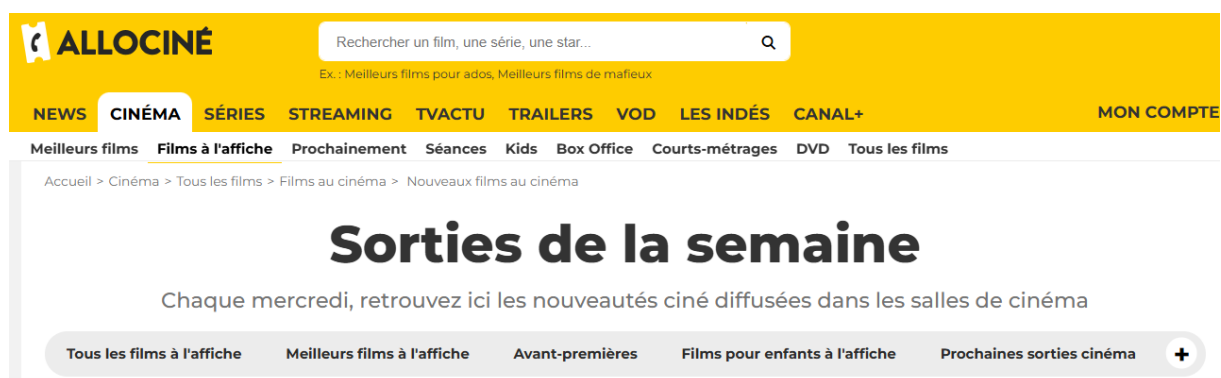 ALLOCINÉ
Rechercher un film, une série, une star...
Ex. : Meilleurs films pour ados, Meilleurs films de mafieux
NEWS CINÉMA SÉRIES STREAMING TVACTU TRAILERS VOD LES INDÉS CANAL+ MON COMPTE
Meilleurs films Films à l'affiche Prochainement Séances Kids Box Office Courts-métrages DVD Tous les films
Accueil > Cinéma > Tous les films > Films au cinéma > Nouveaux films au cinéma
Sorties de la semaine
Chaque mercredi, retrouvez ici les nouveautés ciné diffusées dans les salles de cinéma
Tous les films à l'affiche Meilleurs films à l'affiche Avant-premières Films pour enfants à l'affiche Prochaines sorties cinéma +